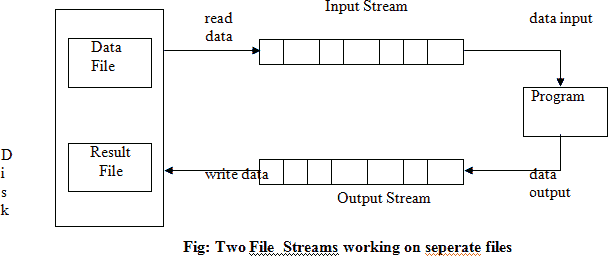 Input Stream
read
data
data input
Data
File
Program
D
i
s
k
Result
File
write data
data
output
Output Stream
Fig: Two File Streams working on seperate files